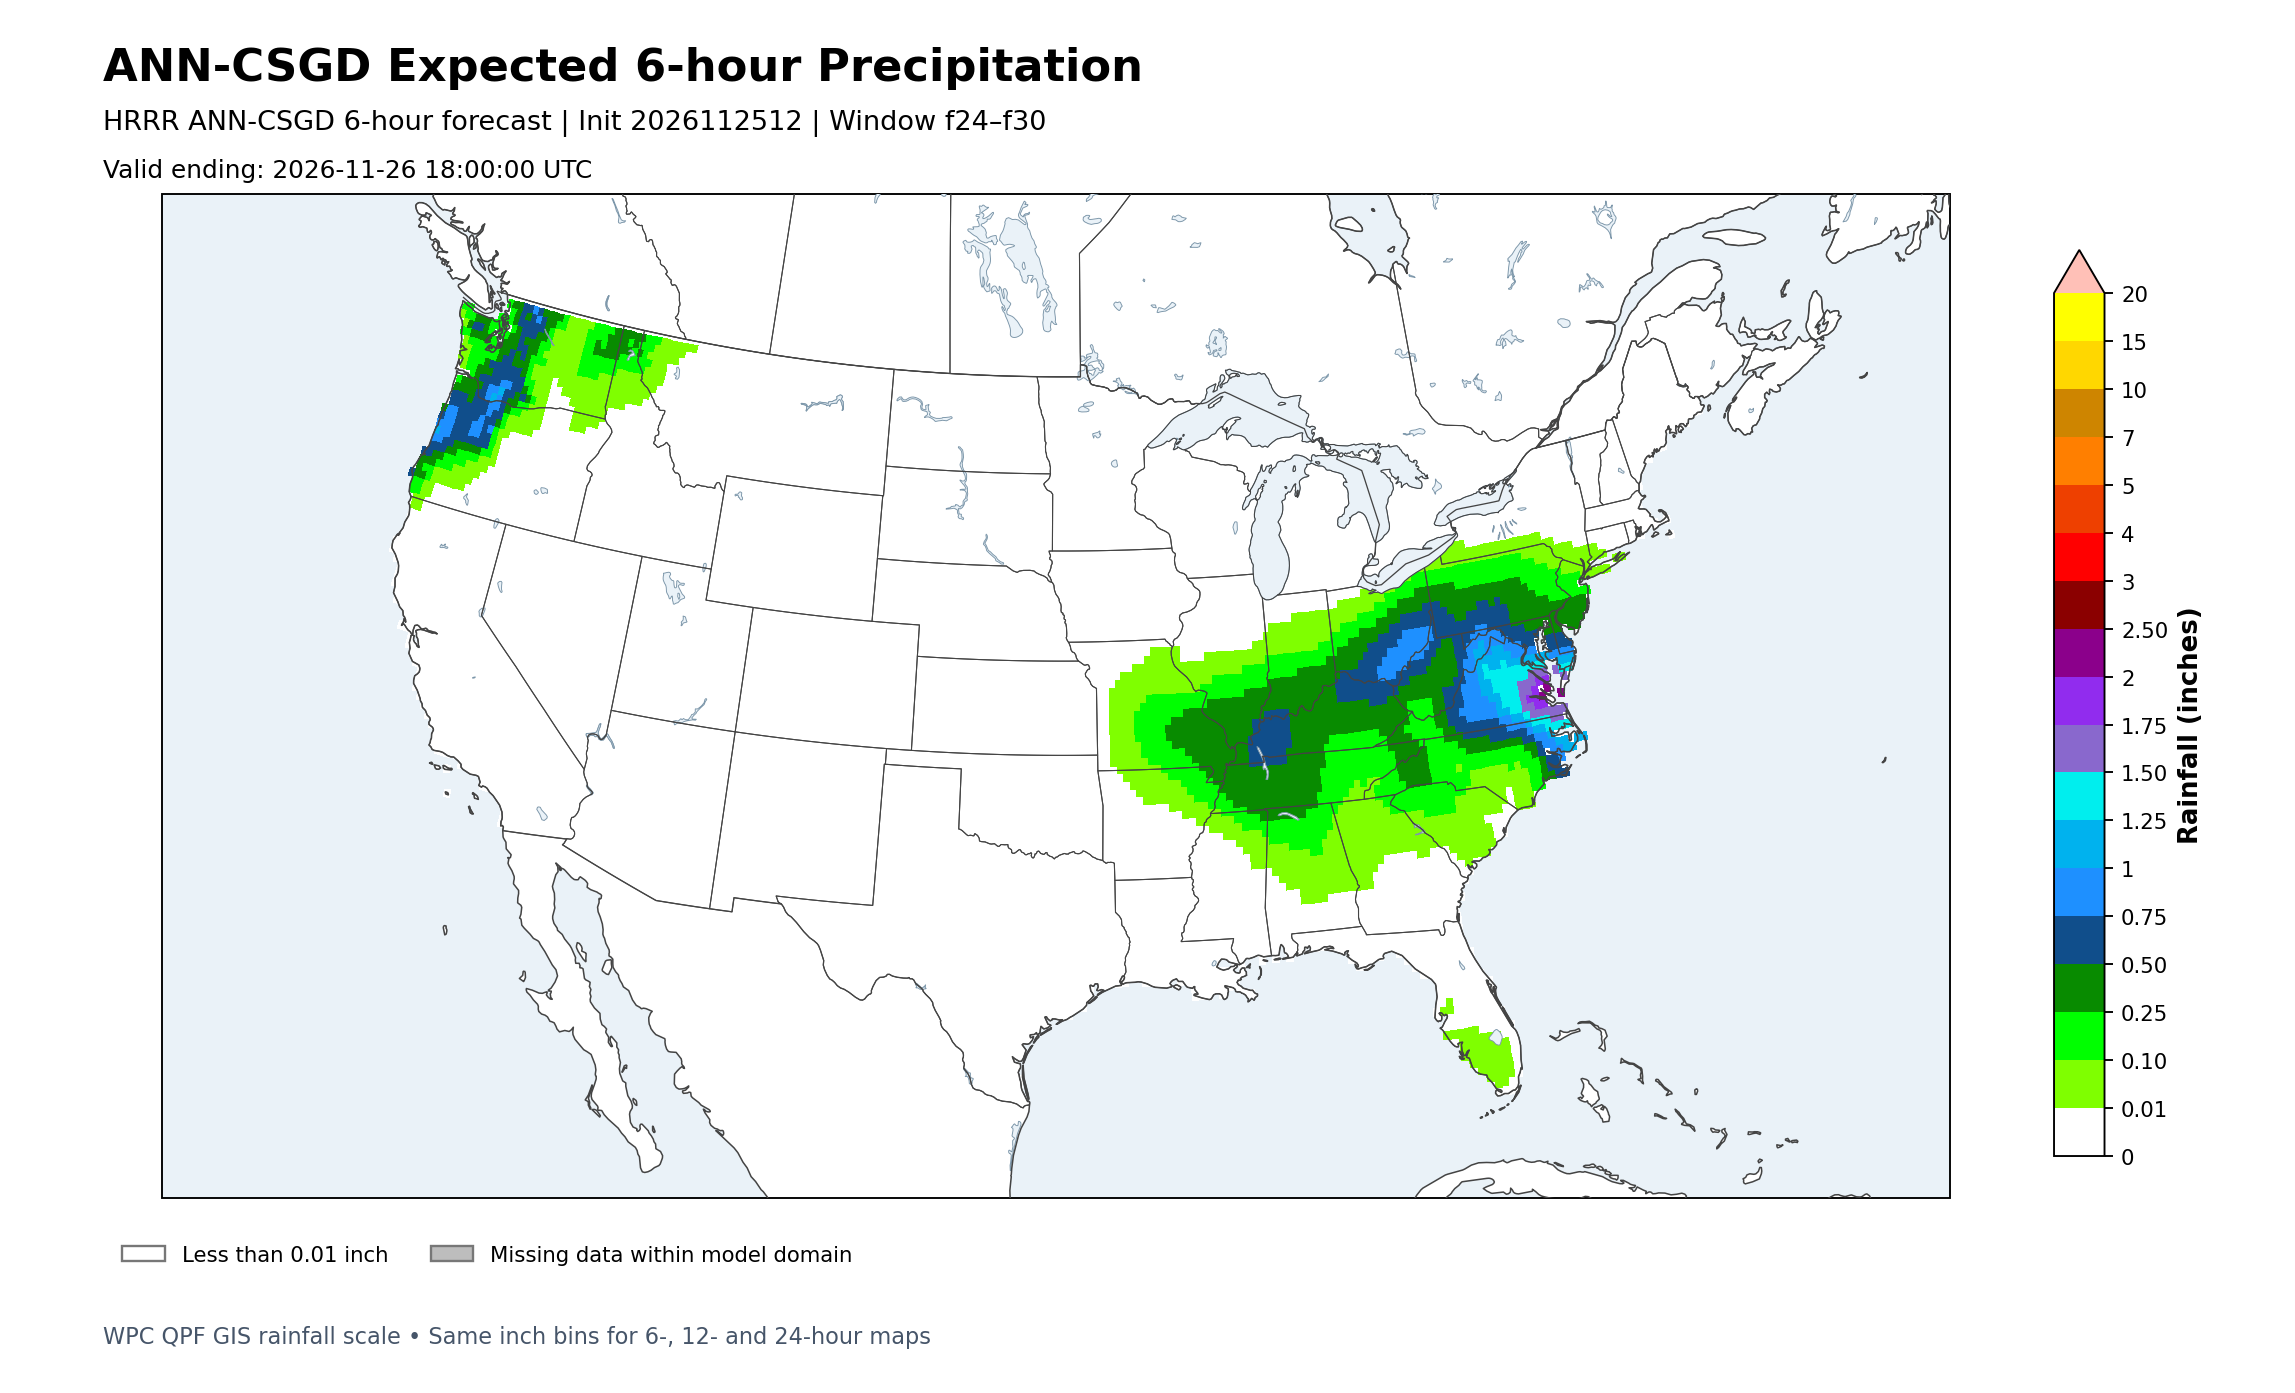 ANN-CSGD Expected 6-hour Precipitation
HRRR ANN-CSGD 6-hour forecast | Init 2026112512 | Window f24–f30
Valid ending: 2026-11-26 18:00:00 UTC
20
15
10
7
5
4
3
2.50
2
1.75
1.50
1.25
1
0.75
0.50
0.25
0.10
0.01
0
Rainfall (inches)
Less than 0.01 inch
Missing data within model domain
WPC QPF GIS rainfall scale • Same inch bins for 6-, 12- and 24-hour maps